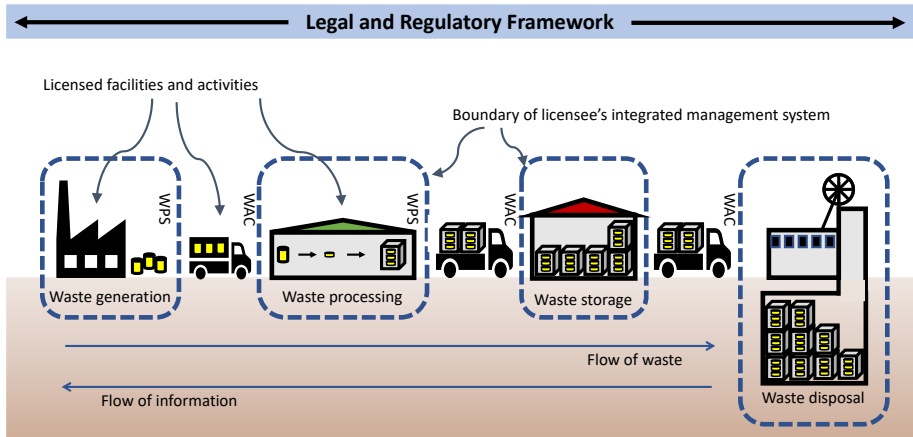 Legal and Regulatory Framework
Licensed facilities and activities
Boundary of licensee's integrated management system
WPS
WAC
WPS
WAC
WAC
Waste generation
Waste processing
Waste storage
Flow of waste
Flow of information
Waste disposal